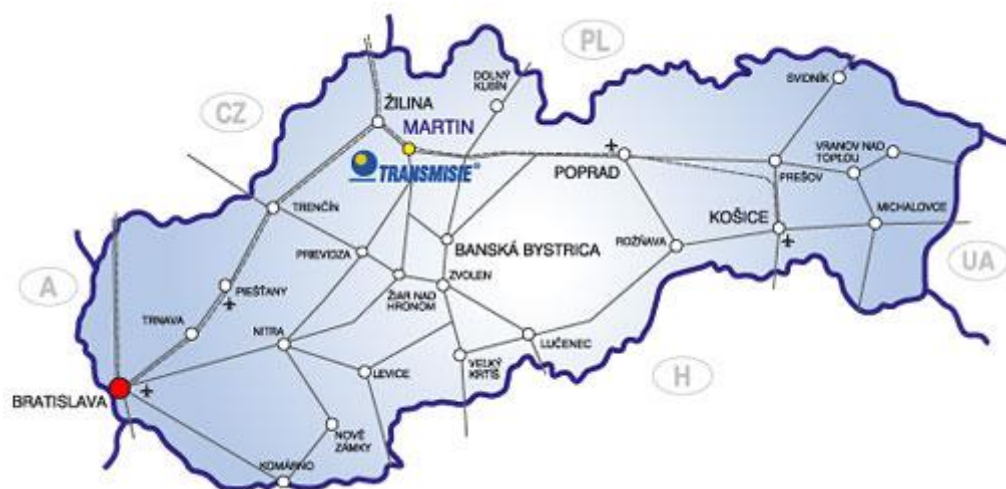 PL
SVIDNÍK
DOLNÝ
KUBÍN
CZ
ŽILINA
MARTIN
TRANSMISIE®
VRANOV NAD
TOPĽOU
POPRAD
PREŠOV
TRENČÍN
KOŠICE
MICHALOVCE
PRIEVIDZA
BANSKÁ BYSTRICA
ROŽŇAVA
UA
A
PIEŠŤANY
ZVOLEN
ŽIAR NAD
HRONOM
TRNAVA
NITRA
LUČENEC
VEĽKÝ
KRTÍŠ
LEVICE
H
BRATISLAVA
NOVÉ
ZÁMKY
KOMÁRNO